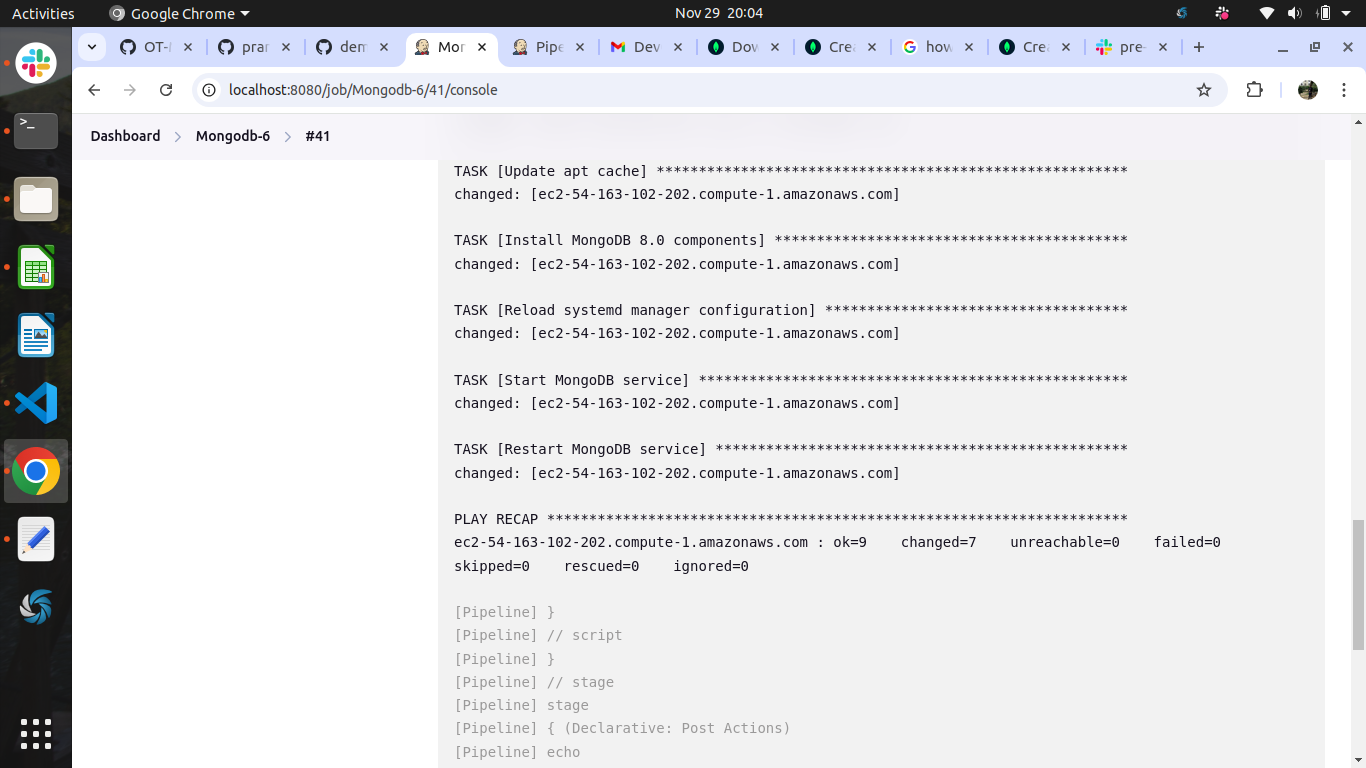 Activities
Google Chrome
Nov 29 20:04
OT-
prar
dem
Mor
Pipe
Dev
Dov
Crea
how
Crea
pre-
localhost:8080/job/Mongodb-6/41/console
Dashboard
Mongodb-6
#41
TASK [Update apt cache] ********************************************************
changed: [ec2-54-163-102-202.compute-1.amazonaws.com]
TASK [Install MongoDB 8.0 components] ******************************************
changed: [ec2-54-163-102-202.compute-1.amazonaws.com]
TASK [Reload systemd manager configuration] ************************************
changed: [ec2-54-163-102-202.compute-1.amazonaws.com]
TASK [Start MongoDB service] ***************************************************
changed: [ec2-54-163-102-202.compute-1.amazonaws.com]
TASK [Restart MongoDB service] *************************************************
changed: [ec2-54-163-102-202.compute-1.amazonaws.com]
PLAY RECAP *********************************************************************
ec2-54-163-102-202.compute-1.amazonaws.com : ok=9    changed=7    unreachable=0    failed=0
skipped=0    rescued=0    ignored=0
[Pipeline] }
[Pipeline] // script
[Pipeline] }
[Pipeline] // stage
[Pipeline] stage
[Pipeline] { (Declarative: Post Actions)
[Pipeline] echo